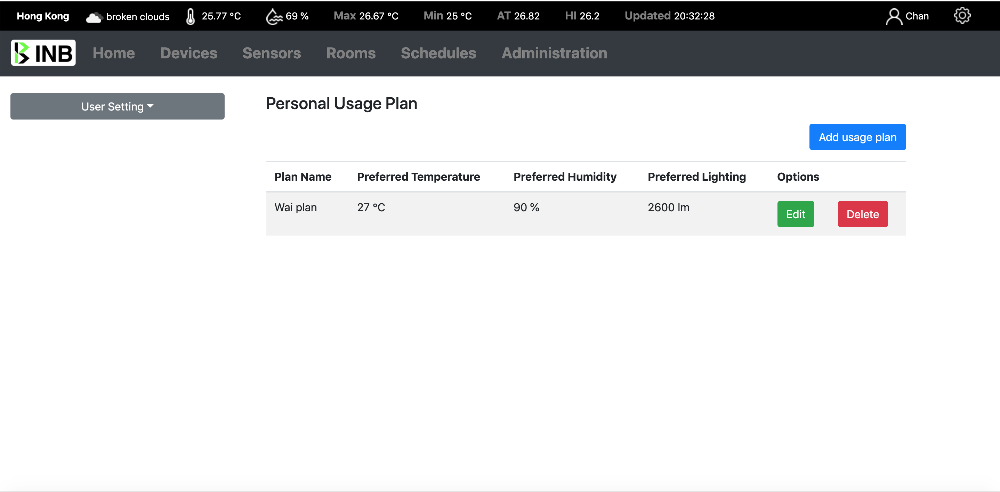 Hong Kong broken clouds 25.77 °C 69 % Max 26.67 °C Min 25 °C AT 26.82 HI 26.2 Updated 20:32:28 Chan
INB Home Devices Sensors Rooms Schedules Administration
User Setting
Personal Usage Plan
Add usage plan
Plan Name Preferred Temperature Preferred Humidity Preferred Lighting Options
Wai plan 27 °C 90 % 2600 lm Edit Delete